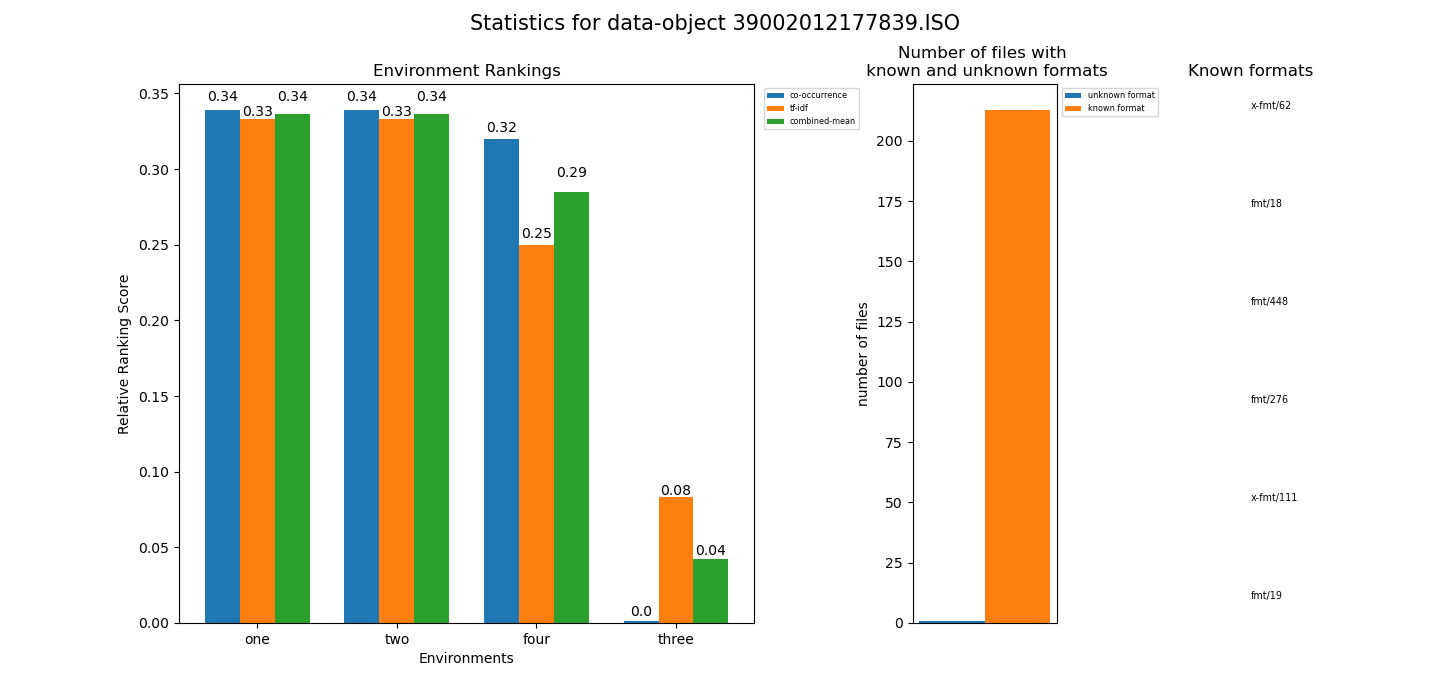 Statistics for data-object 39002012177839.ISO
Environment Rankings
0.35
0.30
0.25
0.20
0.15
0.10
0.05
0.00
Relative Ranking Score
0.34
0.33
0.34
0.34
0.33
0.34
0.32
0.25
0.29
0.0
0.08
0.04
one
two
four
three
Environments
co-occurrence
tf-idf
combined-mean
Number of files with
known and unknown formats
200
175
150
125
100
75
50
25
0
number of files
unknown format
known format
Known formats
x-fmt/62
fmt/18
fmt/448
fmt/276
x-fmt/111
fmt/19